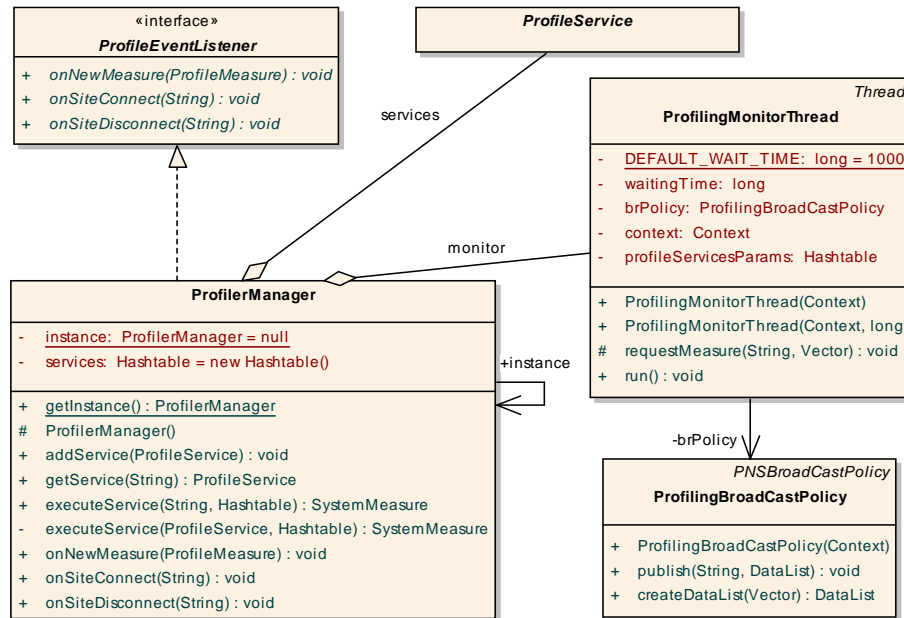 «interface»
ProfileEventListener
+ onNewMeasure(ProfileMeasure) : void
+ onSiteConnect(String) : void
+ onSiteDisconnect(String) : void
ProfileService
services
monitor
Thread
ProfilingMonitorThread
- DEFAULT_WAIT_TIME: long = 1000
- waitingTime: long
- brPolicy: ProfilingBroadCastPolicy
- context: Context
- profileServicesParams: Hashtable
+ ProfilingMonitorThread(Context)
+ ProfilingMonitorThread(Context, long
# requestMeasure(String, Vector) : void
+ run() : void
ProfilerManager
- instance: ProfilerManager = null
- services: Hashtable = new Hashtable()
+ getInstance() : ProfilerManager
# ProfilerManager()
+ addService(ProfileService) : void
+ getService(String) : ProfileService
+ executeService(String, Hashtable) : SystemMeasure
- executeService(ProfileService, Hashtable) : SystemMeasure
+ onNewMeasure(ProfileMeasure) : void
+ onSiteConnect(String) : void
+ onSiteDisconnect(String) : void
+instance
-brPolicy
PNSBroadCastPolicy
ProfilingBroadCastPolicy
+ ProfilingBroadCastPolicy(Context)
+ publish(String, DataList) : void
+ createDataList(Vector) : DataList